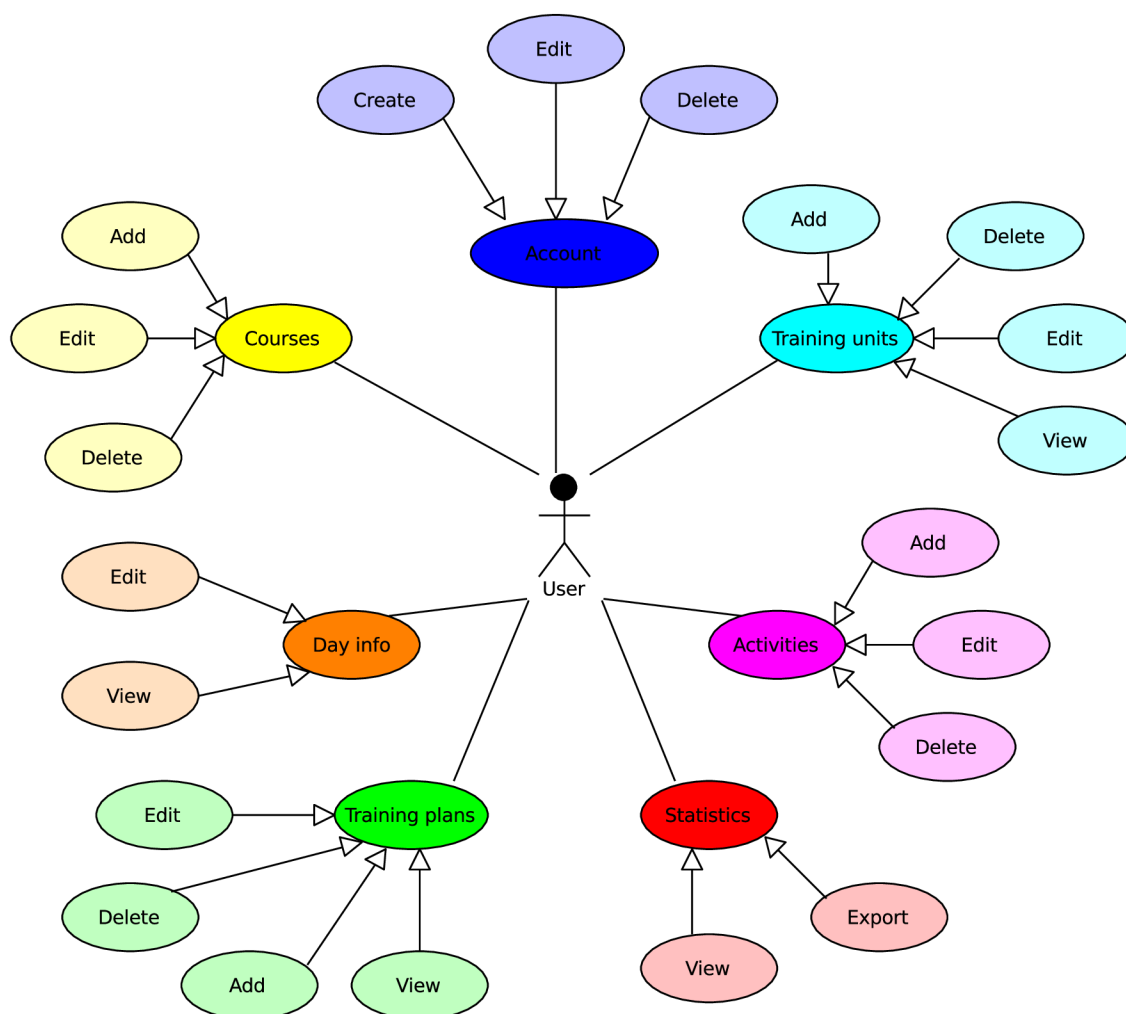 Edit
Create
Delete
Add
Delete
Add
Account
Edit
Courses
Training units
Edit
View
Delete
Add
User
Edit
Day info
Activities
Edit
View
Delete
Edit
Training plans
Statistics
Delete
Export
View
Add
View